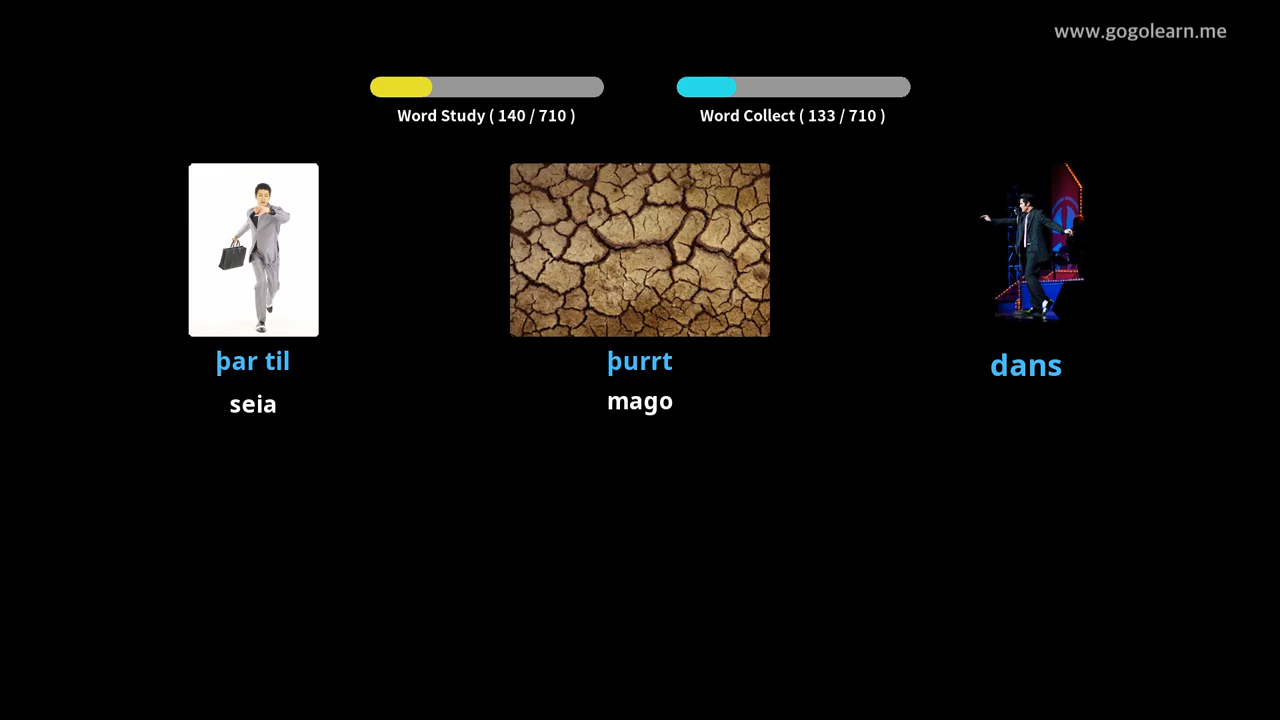 www.gogolearn.me
Word Study ( 140 / 710 )
Word Collect ( 133 / 710 )
þar til
þurrt
dans
seia
mago